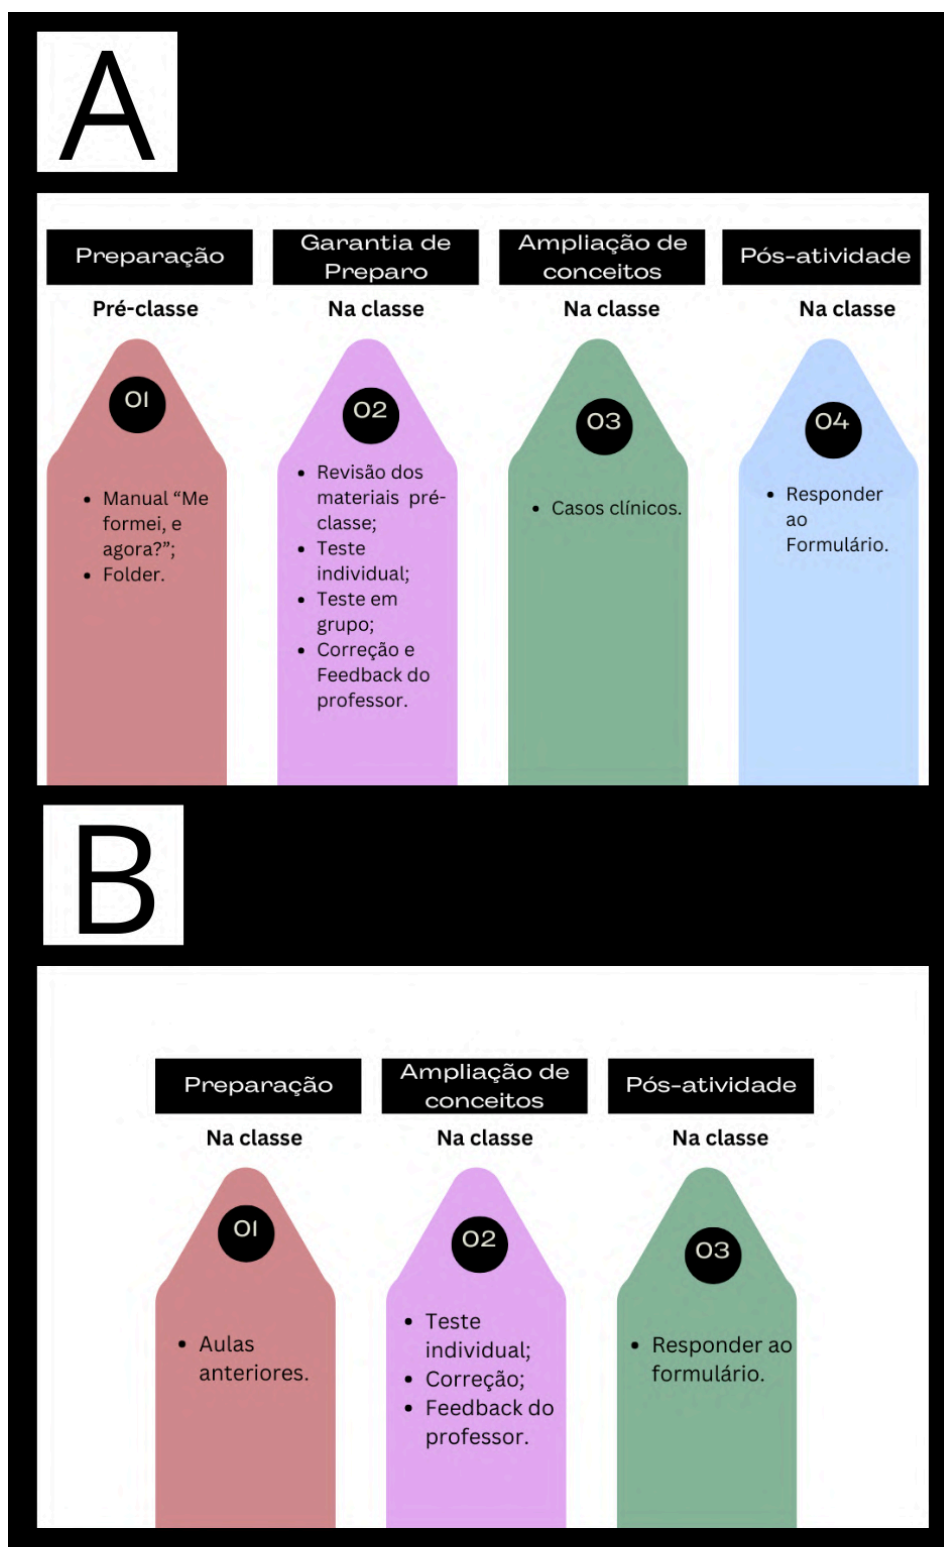 A
Preparação
Pré-classe
01
• Manual “Me
formei, e
agora?”;
• Folder.
Garantia de
Preparo
Na classe
02
• Revisão dos
materiais pré-
classe;
• Teste
individual;
• Teste em
grupo;
• Correção e
Feedback do
professor.
Ampliação de
conceitos
Na classe
03
• Casos clínicos.
Pós-atividade
Na classe
04
• Responder
ao
Formulário.
B
Preparação
Na classe
01
• Aulas
anteriores.
Ampliação de
conceitos
Na classe
02
• Teste
individual;
• Correção;
• Feedback do
professor.
Pós-atividade
Na classe
03
• Responder ao
formulário.